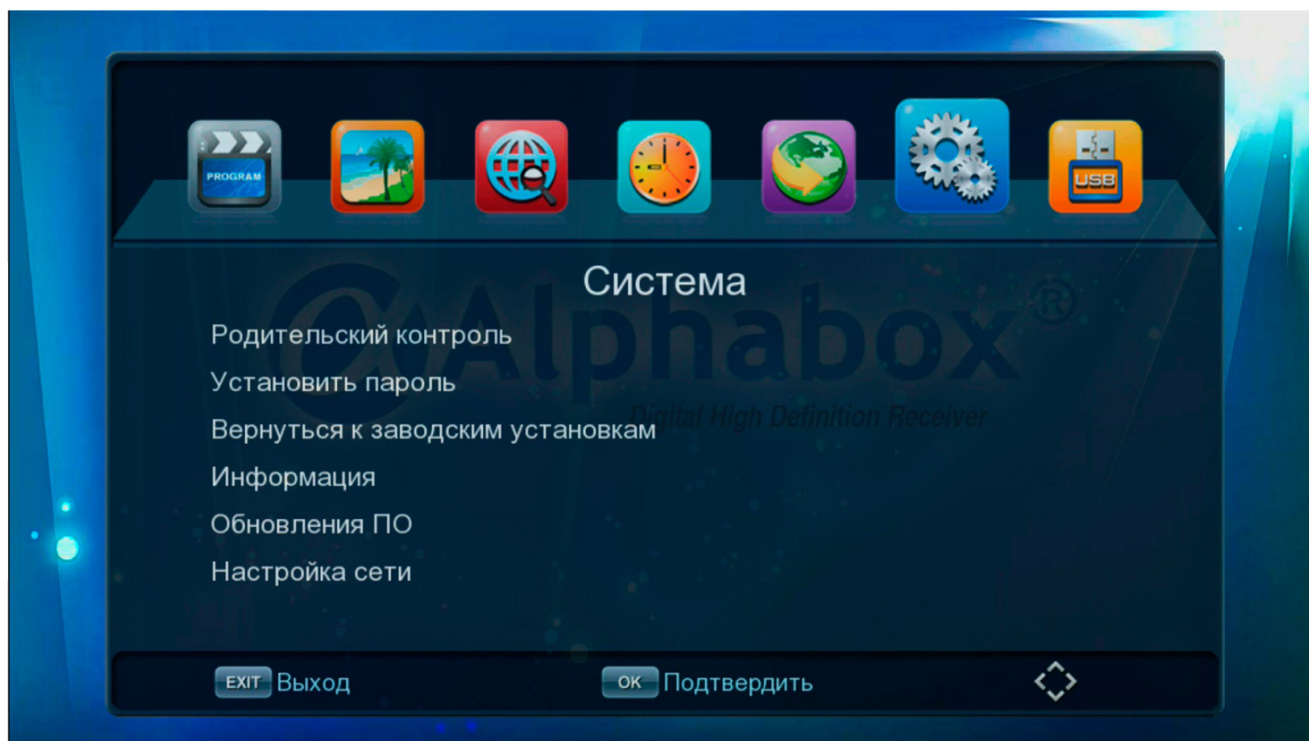 PROGRAM
USB
Система
@Alphabox®
Digital High Definition Receiver
Родительский контроль
Установить пароль
Вернуться к заводским установкам
Информация
Обновления ПО
Настройка сети
EXIT Выход
OK Подтвердить